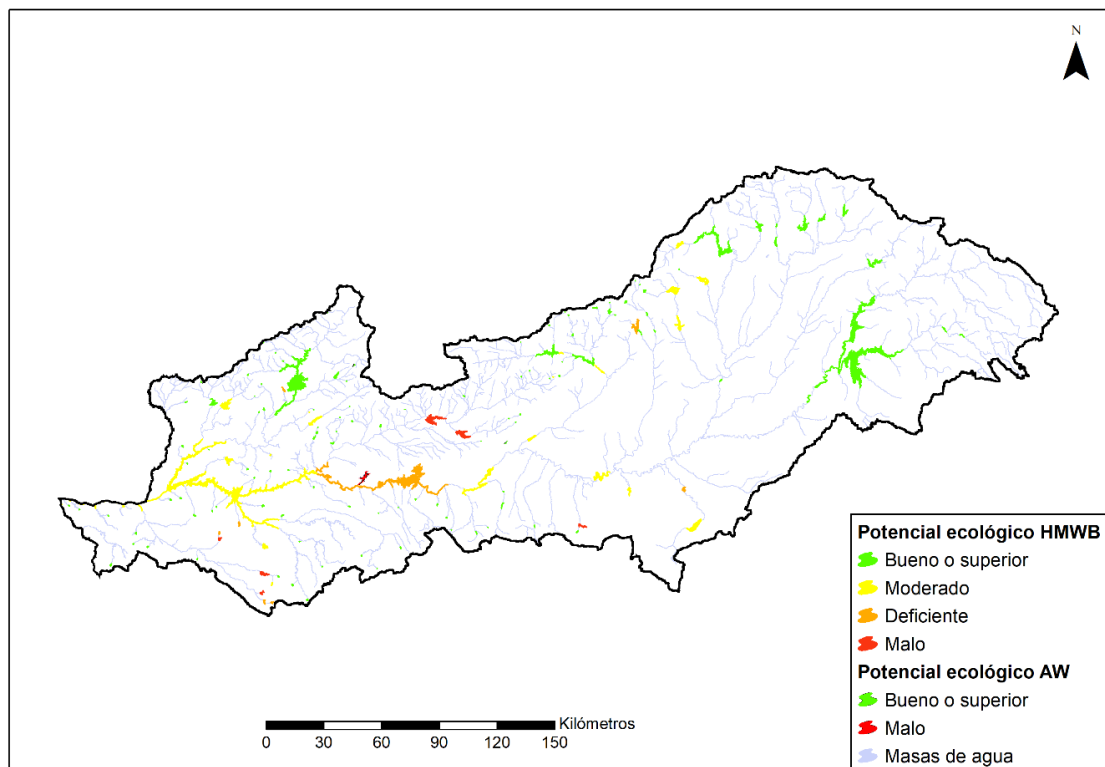 N
Potencial ecológico HMWB
Bueno o superior
Moderado
Deficiente
Malo
Potencial ecológico AW
Bueno o superior
Malo
Masas de agua
Kilómetros
0 30 60 90 120 150